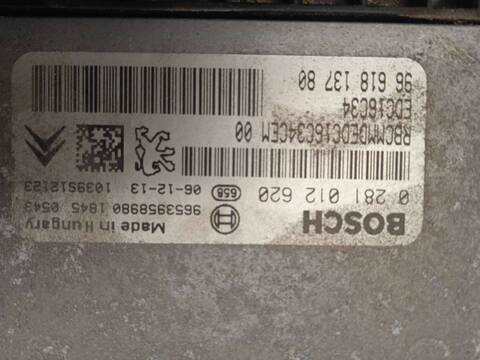 BOSCH
Made in Hungary
0 281 012 620
9653958980 1845 0543
658
06-12-13 1039S12123
RBCMMDEDC16C34CEM 00
EDC16C34
96 618 137 80